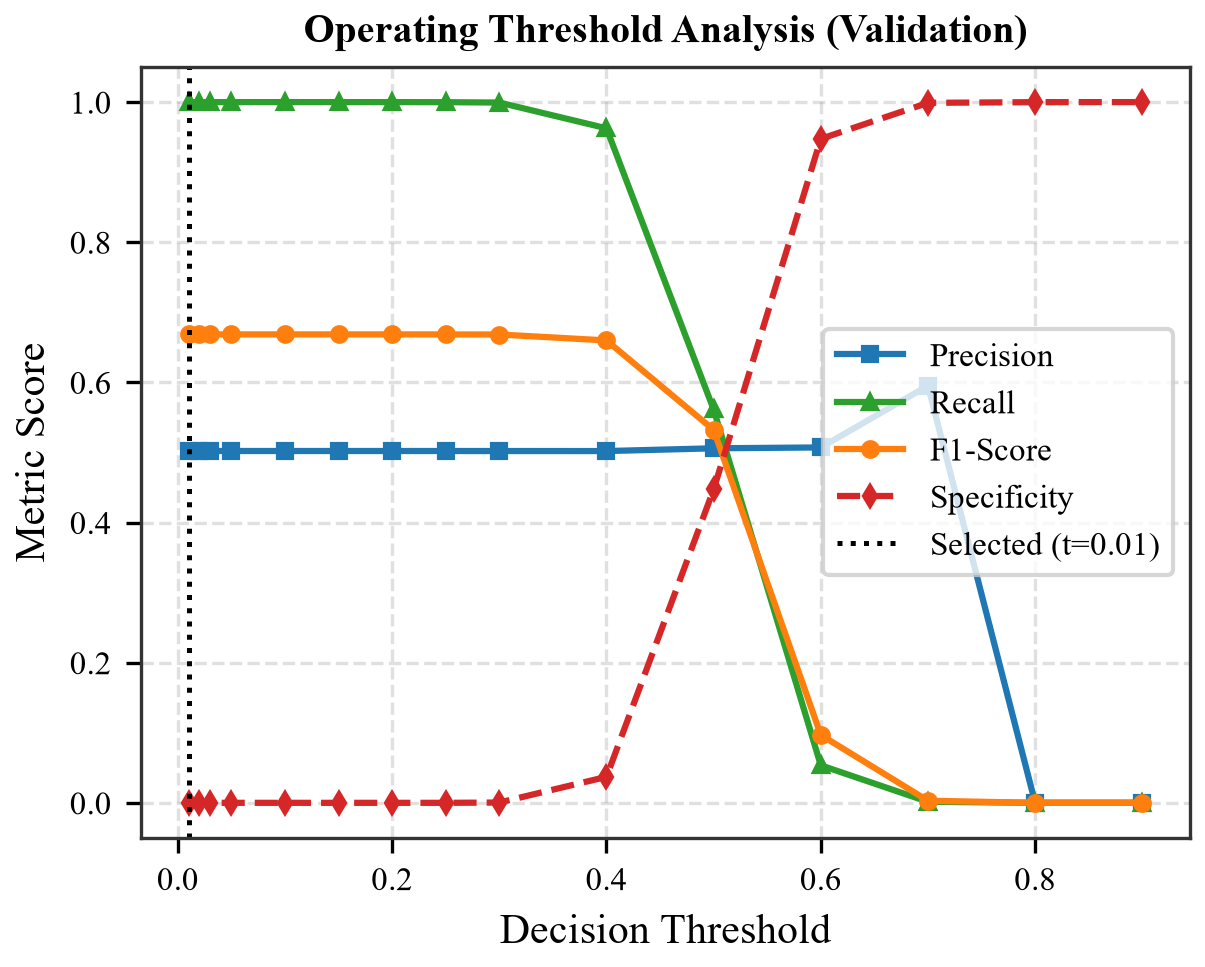 Operating Threshold Analysis (Validation)
Metric Score
1.0
0.8
0.6
0.4
0.2
0.0
Precision
Recall
F1-Score
Specificity
Selected (t=0.01)
0.0 0.2 0.4 0.6 0.8
Decision Threshold